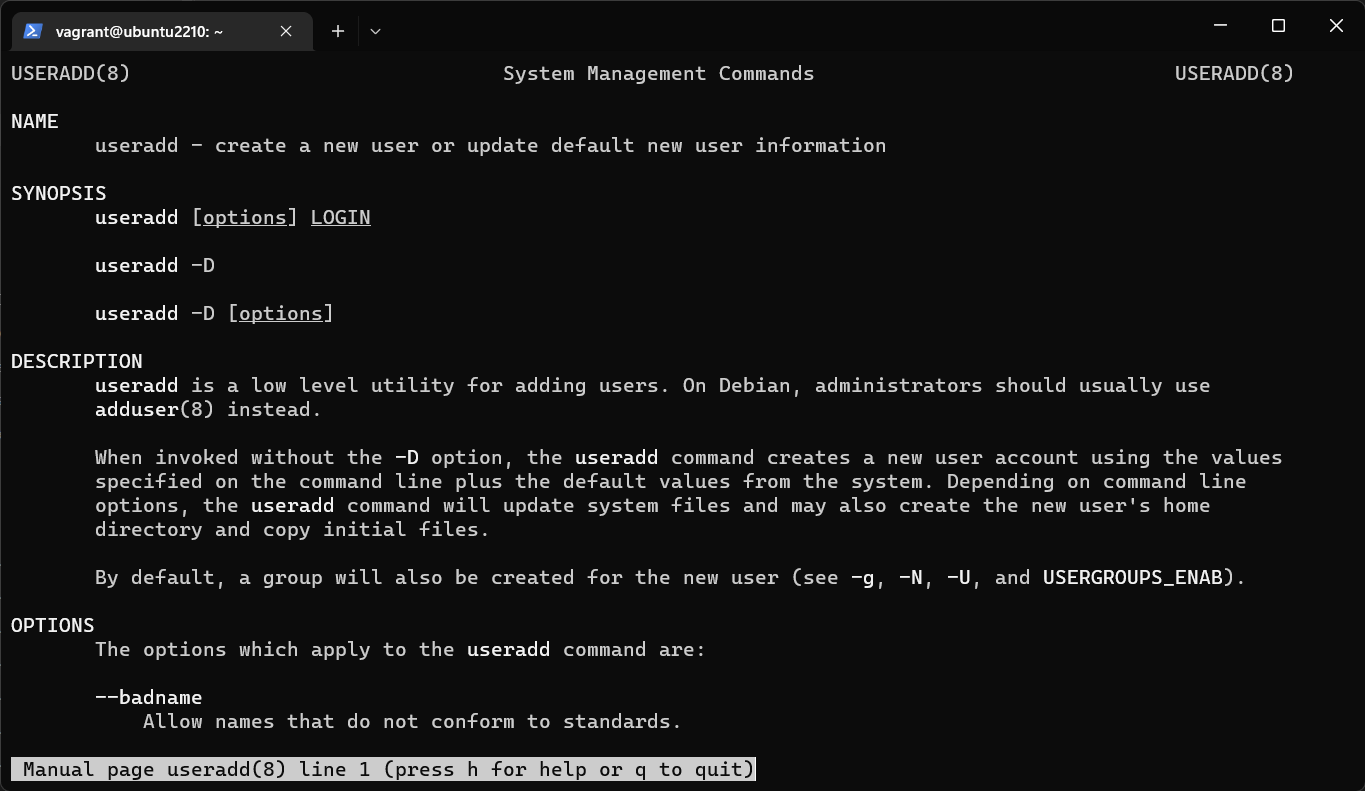 vagrant@ubuntu2210: ~
USERADD(8) System Management Commands USERADD(8)
NAME
useradd - create a new user or update default new user information
SYNOPSIS
useradd [options] LOGIN
useradd -D
useradd -D [options]
DESCRIPTION
useradd is a low level utility for adding users. On Debian, administrators should usually use
adduser(8) instead.
When invoked without the -D option, the useradd command creates a new user account using the values
specified on the command line plus the default values from the system. Depending on command line
options, the useradd command will update system files and may also create the new user's home
directory and copy initial files.
By default, a group will also be created for the new user (see -g, -N, -U, and USERGROUPS_ENAB).
OPTIONS
The options which apply to the useradd command are:
--badname
Allow names that do not conform to standards.
Manual page useradd(8) line 1 (press h for help or q to quit)